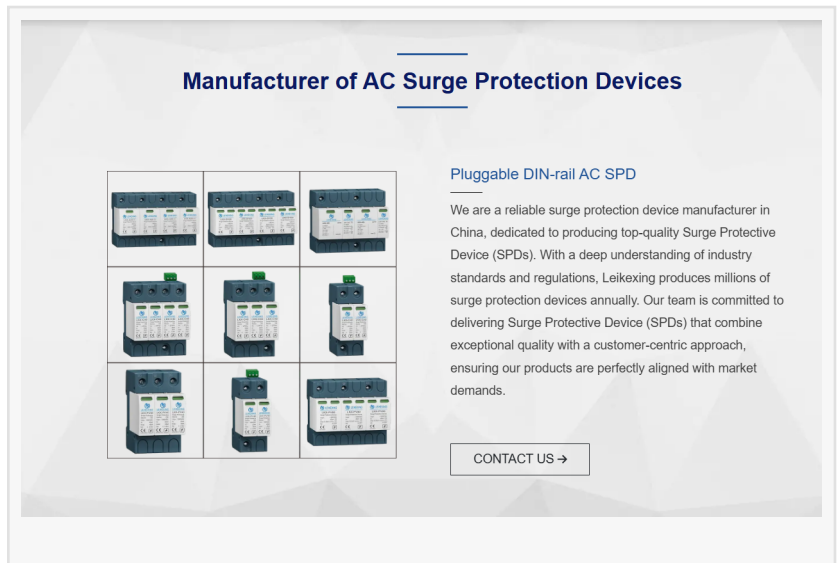 Manufacturer of AC Surge Protection Devices
Pluggable DIN-rail AC SPD
We are a reliable surge protection device manufacturer in
China, dedicated to producing top-quality Surge Protective
Device (SPDs). With a deep understanding of industry
standards and regulations, Leikexing produces millions of
surge protection devices annually. Our team is committed to
delivering Surge Protective Device (SPDs) that combine
exceptional quality with a customer-centric approach,
ensuring our products are perfectly aligned with market
demands.
CONTACT US →